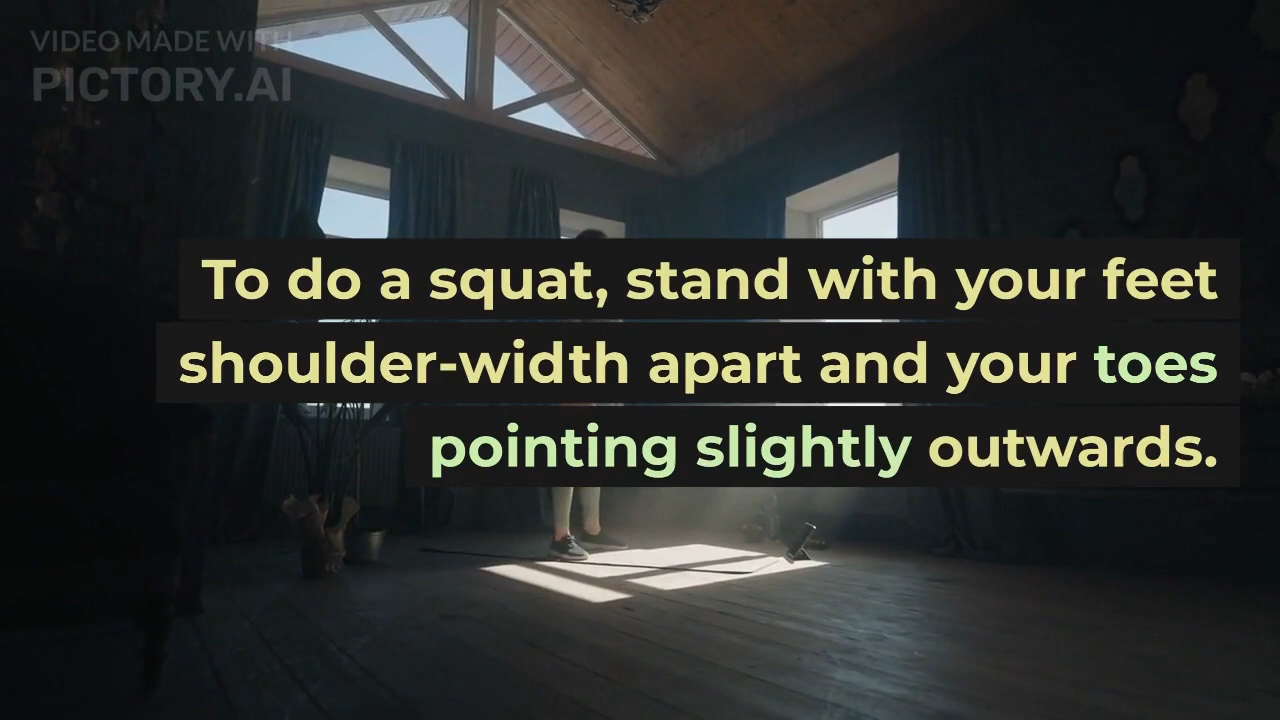 VIDEO MADE WITH
PICTORY.AI
To do a squat, stand with your feet
shoulder-width apart and your toes
pointing slightly outwards.